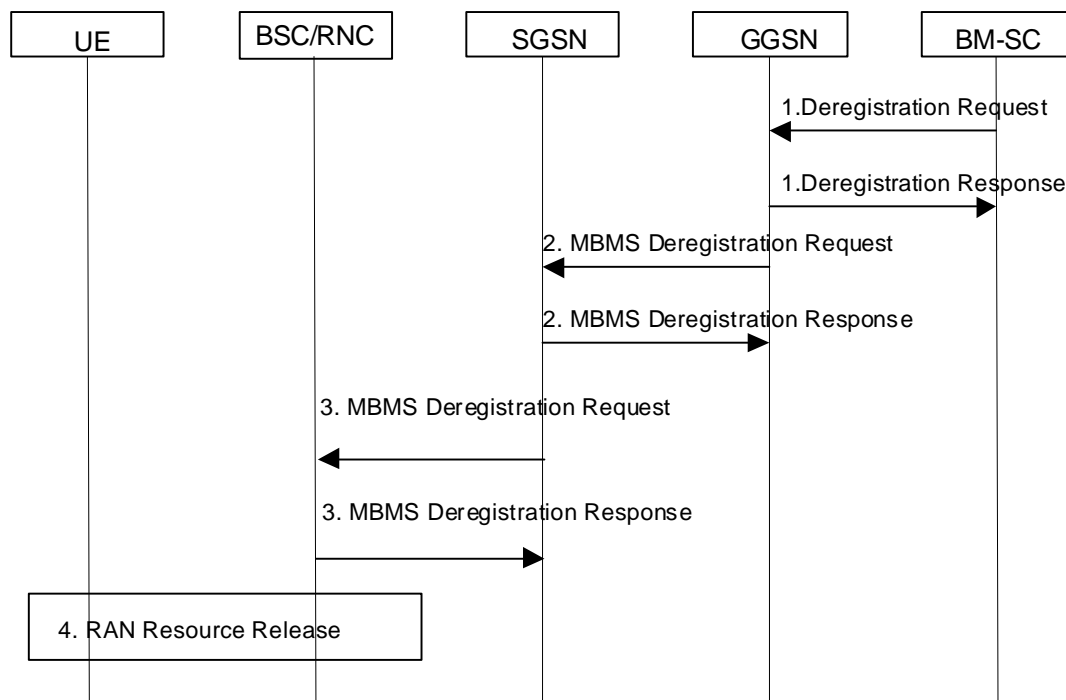 UE
BSC/RNC
SGSN
GGSN
BM-SC
1.Deregistration Request
1.Deregistration Response
2. MBMS Deregistration Request
2. MBMS Deregistration Response
3. MBMS Deregistration Request
3. MBMS Deregistration Response
4. RAN Resource Release